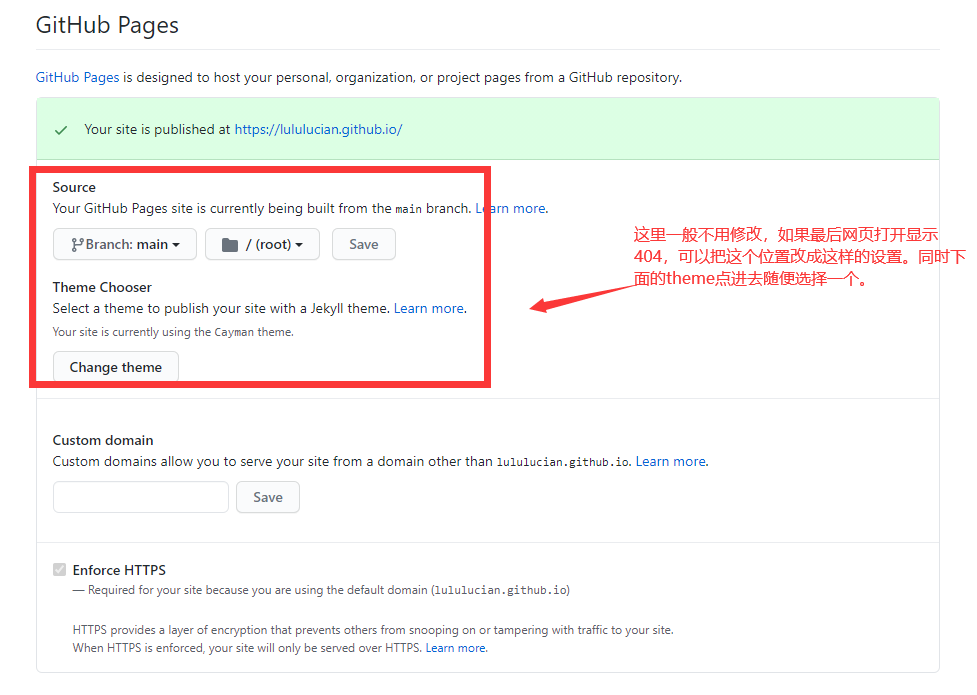 GitHub Pages
GitHub Pages is designed to host your personal, organization, or project pages from a GitHub repository.
Your site is published at https://lululucian.github.io/
Source
Your GitHub Pages site is currently being built from the main branch. Learn more.
Branch: main / (root) Save
这里一般不用修改，如果最后网页打开显示
404，可以把这个位置改成这样的设置。同时下
面的theme点进去随便选择一个。
Theme Chooser
Select a theme to publish your site with a Jekyll theme. Learn more.
Your site is currently using the Cayman theme.
Change theme
Custom domain
Custom domains allow you to serve your site from a domain other than lululucian.github.io. Learn more.
Save
Enforce HTTPS
— Required for your site because you are using the default domain (lululucian.github.io)
HTTPS provides a layer of encryption that prevents others from snooping on or tampering with traffic to your site.
When HTTPS is enforced, your site will only be served over HTTPS. Learn more.